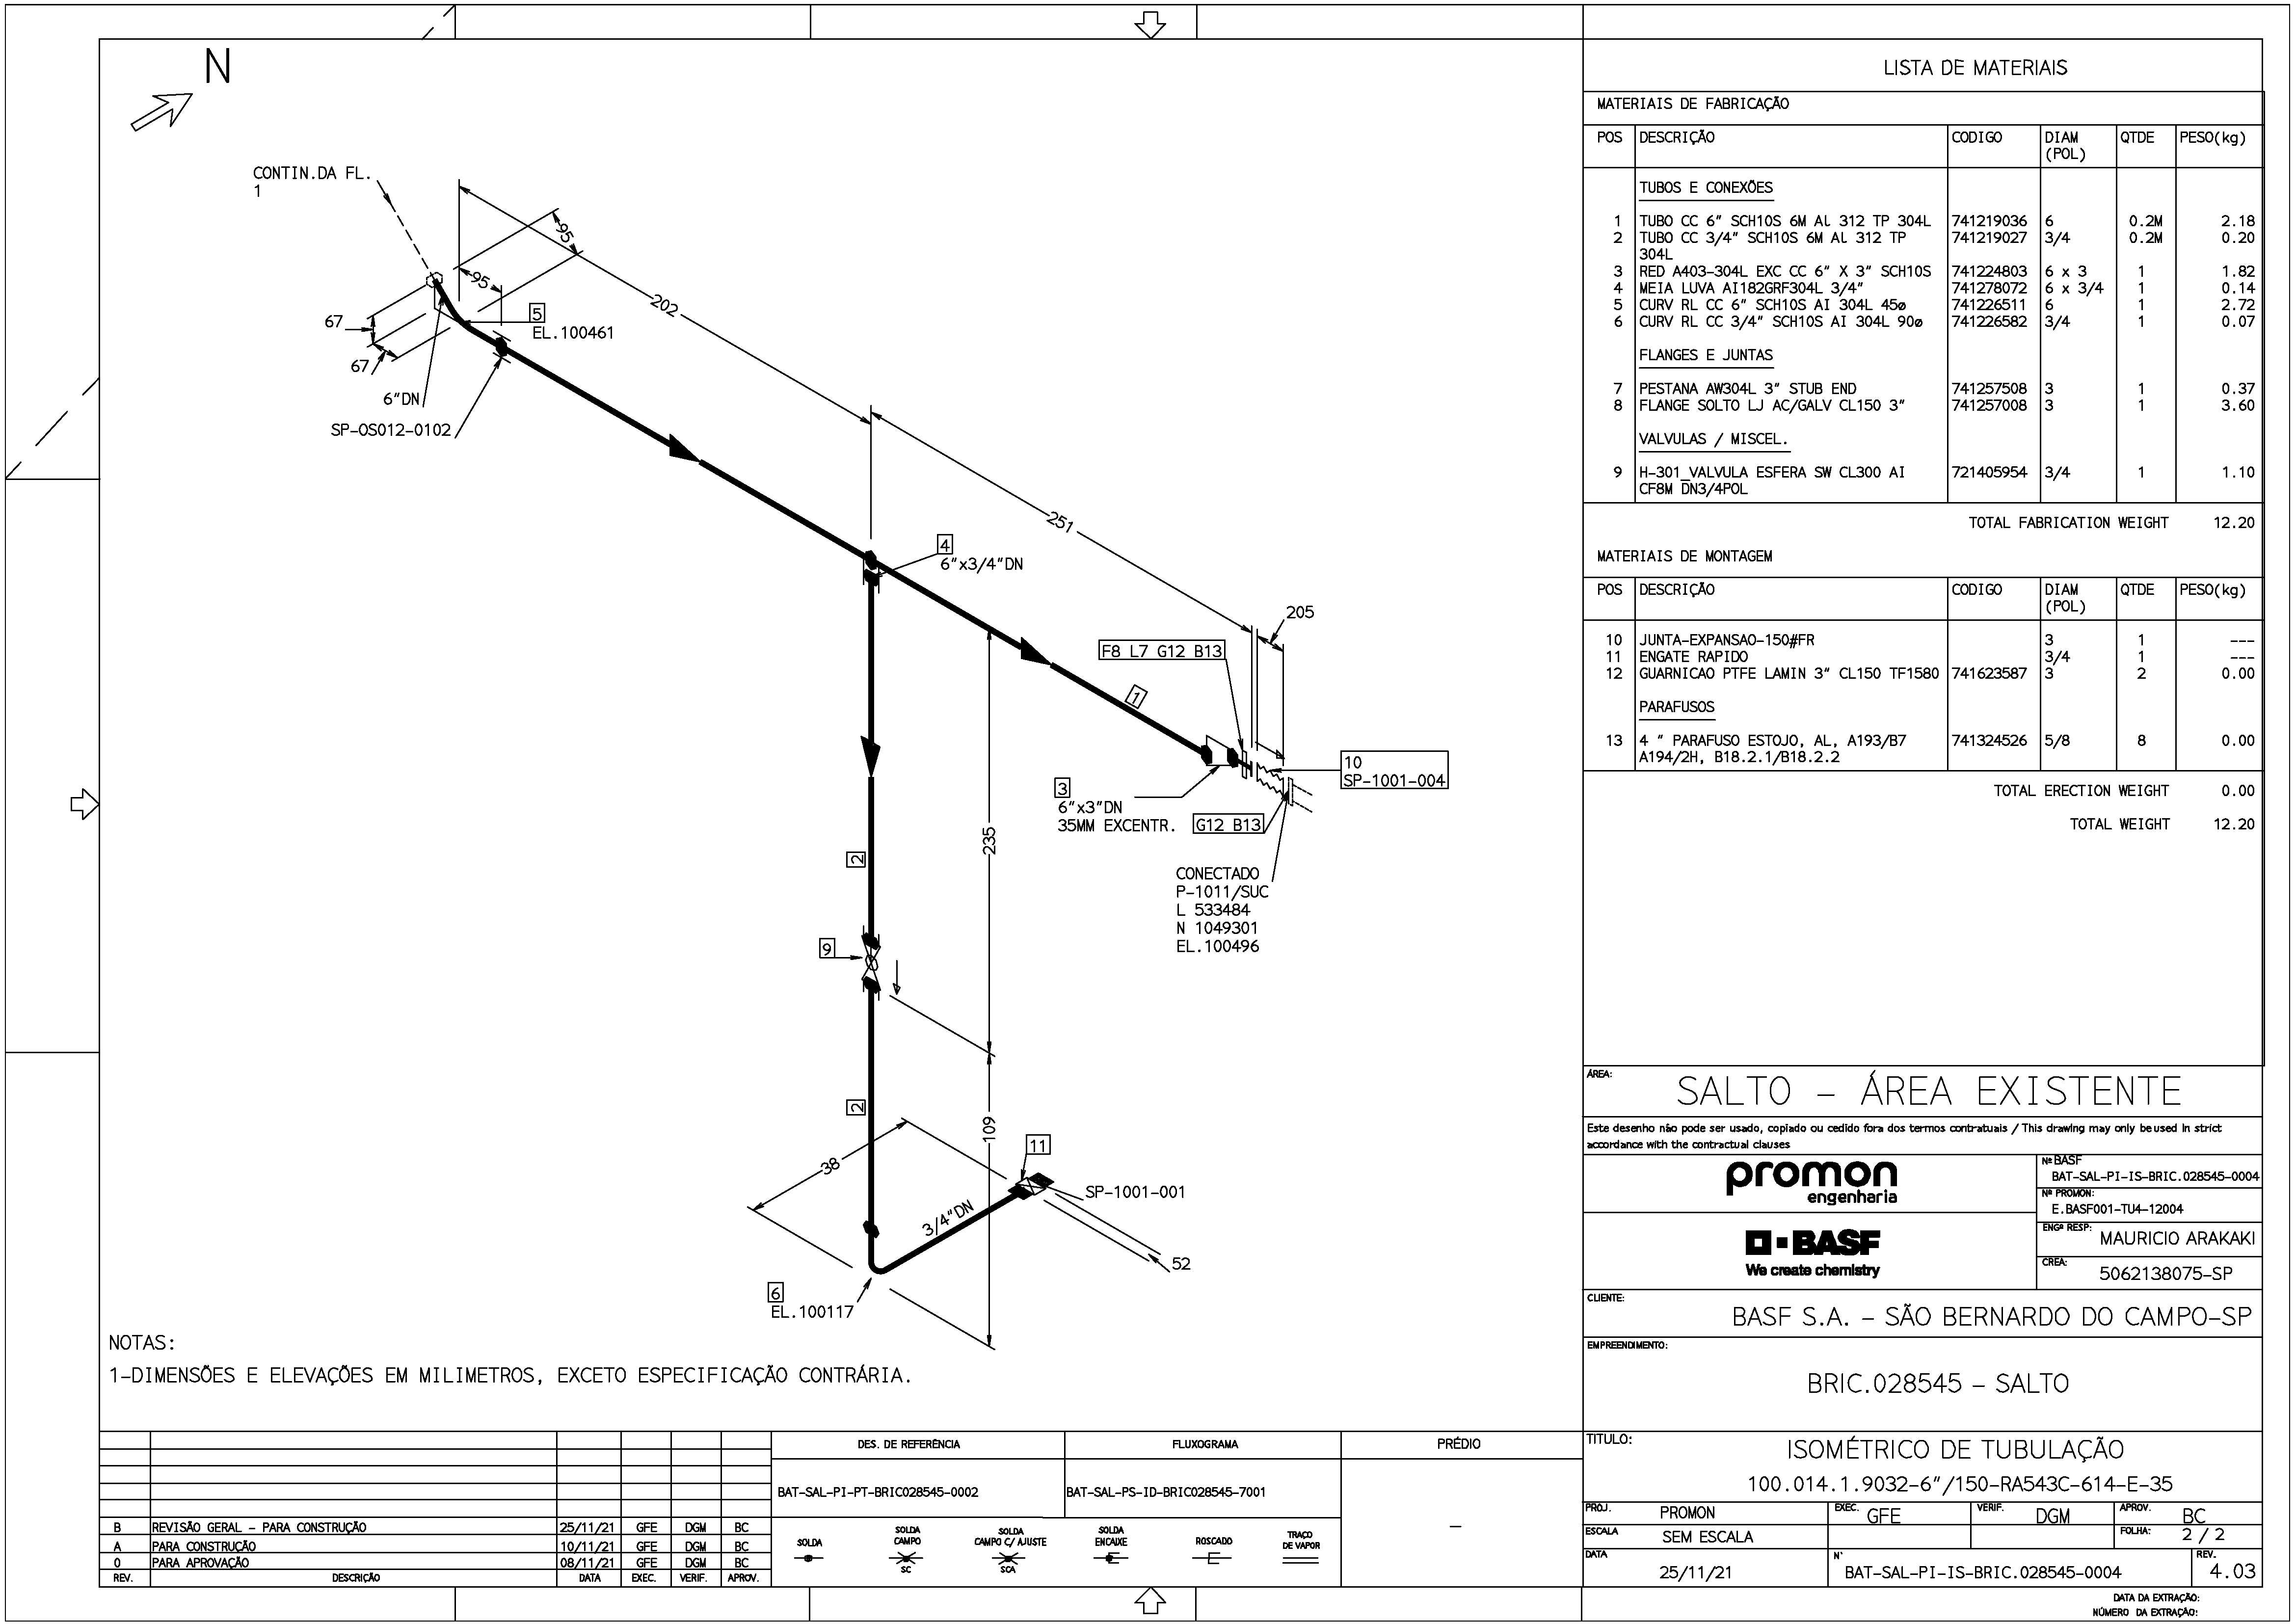 N
CONTIN.DA FL.
1
95
95
202
67
67
5
EL.100461
6"DN
SP-OS012-0102
251
4
6"x3/4"DN
205
F8 L7 G12 B13
1
10
SP-1001-004
3
6"x3"DN
35MM EXCENTR.
G12 B13
CONECTADO
P-1011/SUC
L 533484
N 1049301
EL.100496
235
2
9
2
109
38
11
SP-1001-001
3/4"DN
52
6
EL.100117
NOTAS:
1-DIMENSÕES E ELEVAÇÕES EM MILIMETROS, EXCETO ESPECIFICAÇÃO CONTRÁRIA.
LISTA DE MATERIAIS
MATERIAIS DE FABRICAÇÃO
POS DESCRIÇÃO CODIGO DIAM (POL) QTDE PESO(kg)
TUBOS E CONEXÕES
1 TUBO CC 6" SCH10S 6M AL 312 TP 304L 741219036 6 0.2M 2.18
2 TUBO CC 3/4" SCH10S 6M AL 312 TP 741219027 3/4 0.2M 0.20
304L
3 RED A403-304L EXC CC 6" X 3" SCH10S 741224803 6 x 3 1 1.82
4 MEIA LUVA AI182GRF304L 3/4" 741278072 6 x 3/4 1 0.14
5 CURV RL CC 6" SCH10S AI 304L 45ø 741226511 6 1 2.72
6 CURV RL CC 3/4" SCH10S AI 304L 90ø 741226582 3/4 1 0.07
FLANGES E JUNTAS
7 PESTANA AW304L 3" STUB END 741257508 3 1 0.37
8 FLANGE SOLTO LJ AC/GALV CL150 3" 741257008 3 1 3.60
VALVULAS / MISCEL.
9 H-301_VALVULA ESFERA SW CL300 AI 721405954 3/4 1 1.10
CF8M DN3/4POL
TOTAL FABRICATION WEIGHT 12.20
MATERIAIS DE MONTAGEM
POS DESCRIÇÃO CODIGO DIAM (POL) QTDE PESO(kg)
10 JUNTA-EXPANSAO-150#FR 3 1 ---
11 ENGATE RAPIDO 3/4 1 ---
12 GUARNICAO PTFE LAMIN 3" CL150 TF1580 741623587 3 2 0.00
PARAFUSOS
13 4 " PARAFUSO ESTOJO, AL, A193/B7 741324526 5/8 8 0.00
A194/2H, B18.2.1/B18.2.2
TOTAL ERECTION WEIGHT 0.00
TOTAL WEIGHT 12.20
ÁREA:
SALTO - ÁREA EXISTENTE
Este desenho não pode ser usado, copiado ou cedido fora dos termos contratuais / This drawing may only be used in strict
accordance with the contractual clauses
promon
engenharia
Nº BASF
BAT-SAL-PI-IS-BRIC.028545-0004
Nº PROMON:
E.BASF001-TU4-12004
BASF
We create chemistry
ENGº RESP:
MAURICIO ARAKAKI
CREA:
5062138075-SP
CLIENTE:
BASF S.A. - SÃO BERNARDO DO CAMPO-SP
EMPREENDIMENTO:
BRIC.028545 - SALTO
TITULO:
ISOMÉTRICO DE TUBULAÇÃO
100.014.1.9032-6"/150-RA543C-614-E-35
PROJ. PROMON EXEC. GFE VERIF. DGM APROV. BC
ESCALA SEM ESCALA FOLHA: 2 / 2
DATA 25/11/21 N° BAT-SAL-PI-IS-BRIC.028545-0004 REV. 4.03
DATA DA EXTRAÇÃO:
NÚMERO DA EXTRAÇÃO:
DES. DE REFERÊNCIA FLUXOGRAMA PRÉDIO
BAT-SAL-PI-PT-BRIC028545-0002 BAT-SAL-PS-ID-BRIC028545-7001
-
SOLDA
SOLDA CAMPO
SC
SOLDA CAMPO C/ AJUSTE
SCA
SOLDA ENCAIXE
ROSCADO
TRAÇO DE VAPOR
B REVISÃO GERAL - PARA CONSTRUÇÃO 25/11/21 GFE DGM BC
A PARA CONSTRUÇÃO 10/11/21 GFE DGM BC
0 PARA APROVAÇÃO 08/11/21 GFE DGM BC
REV. DESCRIÇÃO DATA EXEC. VERIF. APROV.